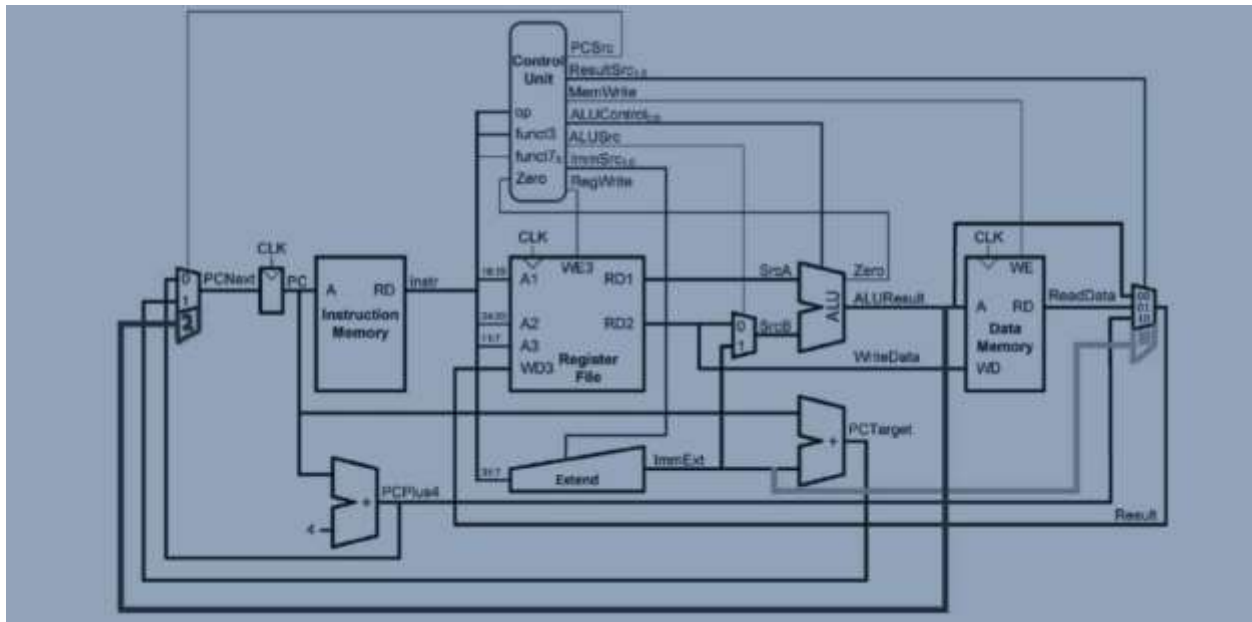 PCSrc
Control
Unit
ResultSrc1:0
MemWrite
op
ALUControl2:0
funct3
ALUSrc
funct75
ImmSrc1:0
Zero
RegWrite
CLK
CLK
CLK
0
PCNext
PC
1
2
A
RD
Instruction
Memory
Instr
19:15
A1
WE3
RD1
24:20
A2
RD2
11:7
A3
WD3
Register
File
SrcA
0
1
SrcB
ALU
Zero
ALUResult
WriteData
WE
A
RD
Data
Memory
WD
ReadData
00
01
10
+
PCTarget
31:7
Extend
ImmExt
+
PCPlus4
4
Result